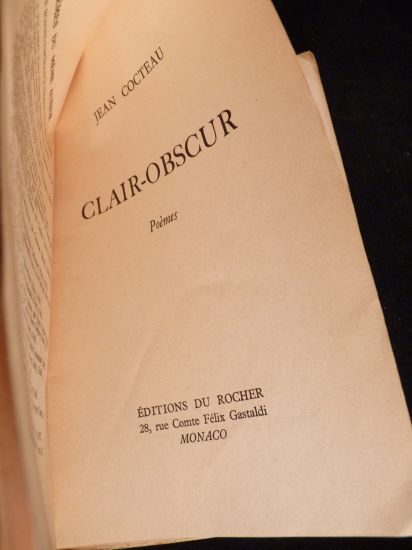 JEAN COCTEAU
CLAIR-OBSCUR
Poèmes
ÉDITIONS DU ROCHER
28, rue Comte Félix Gastaldi
MONACO